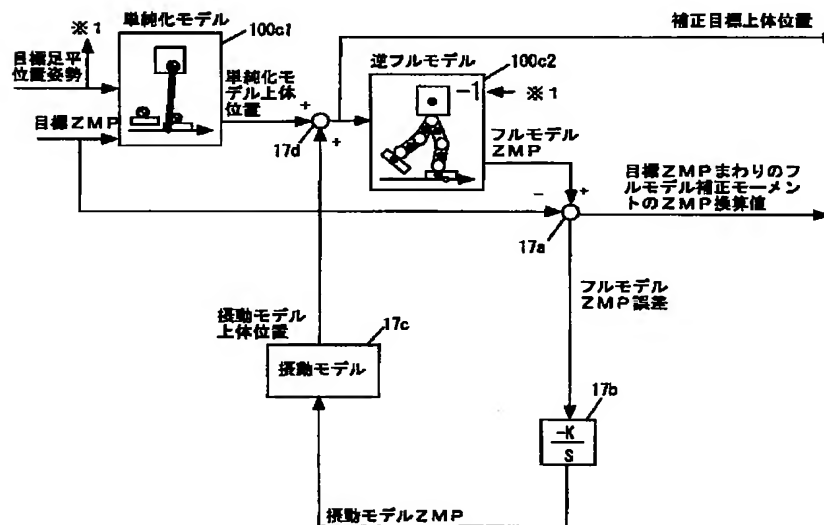 単純化モデル
100c1
※1
目標足平
位置姿勢
目標ZMP
単純化モ
デル上体
位置
+
+
17d
補正目標上体位置
逆フルモデル
100c2
-1
※1
フルモデル
ZMP
-
+
17a
目標ZMPまわりのフ
ルモデル補正モーメン
トのZMP換算値
フルモデル
ZMP誤差
摂動モデル
上体位置
17c
摂動モデル
17b
-K
S
摂動モデルZMP